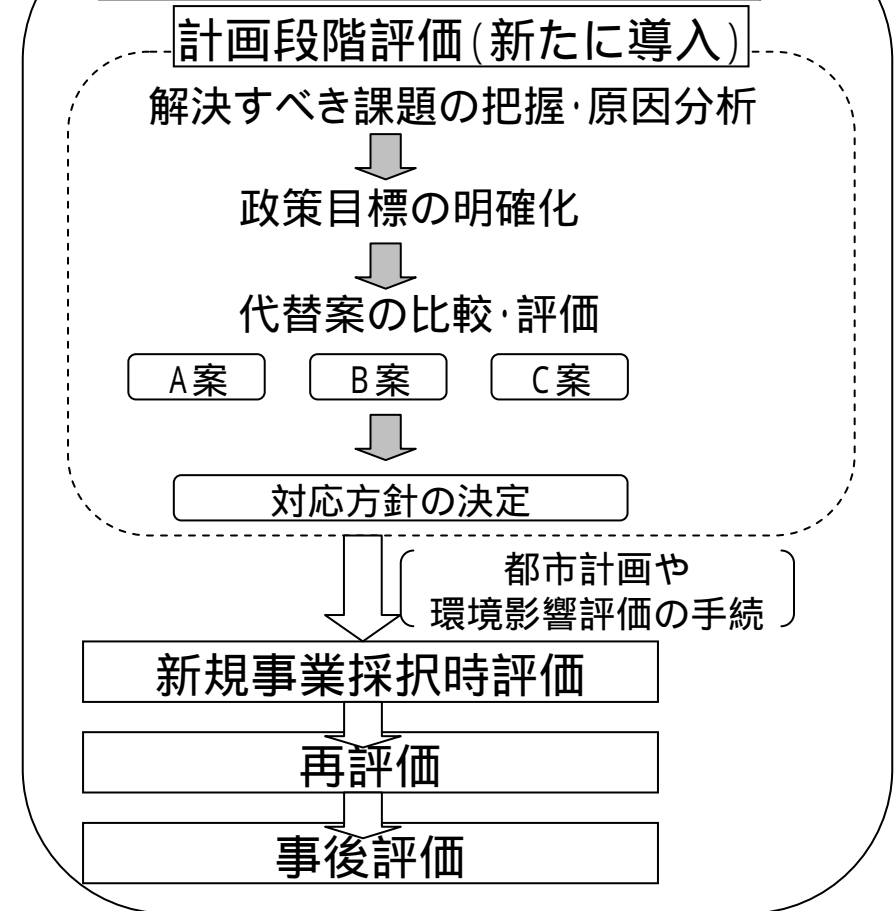 計画段階評価(新たに導入)
解決すべき課題の把握・原因分析
政策目標の明確化
代替案の比較・評価
A案 B案 C案
対応方針の決定
都市計画や
環境影響評価の手続
新規事業採択時評価
再評価
事後評価